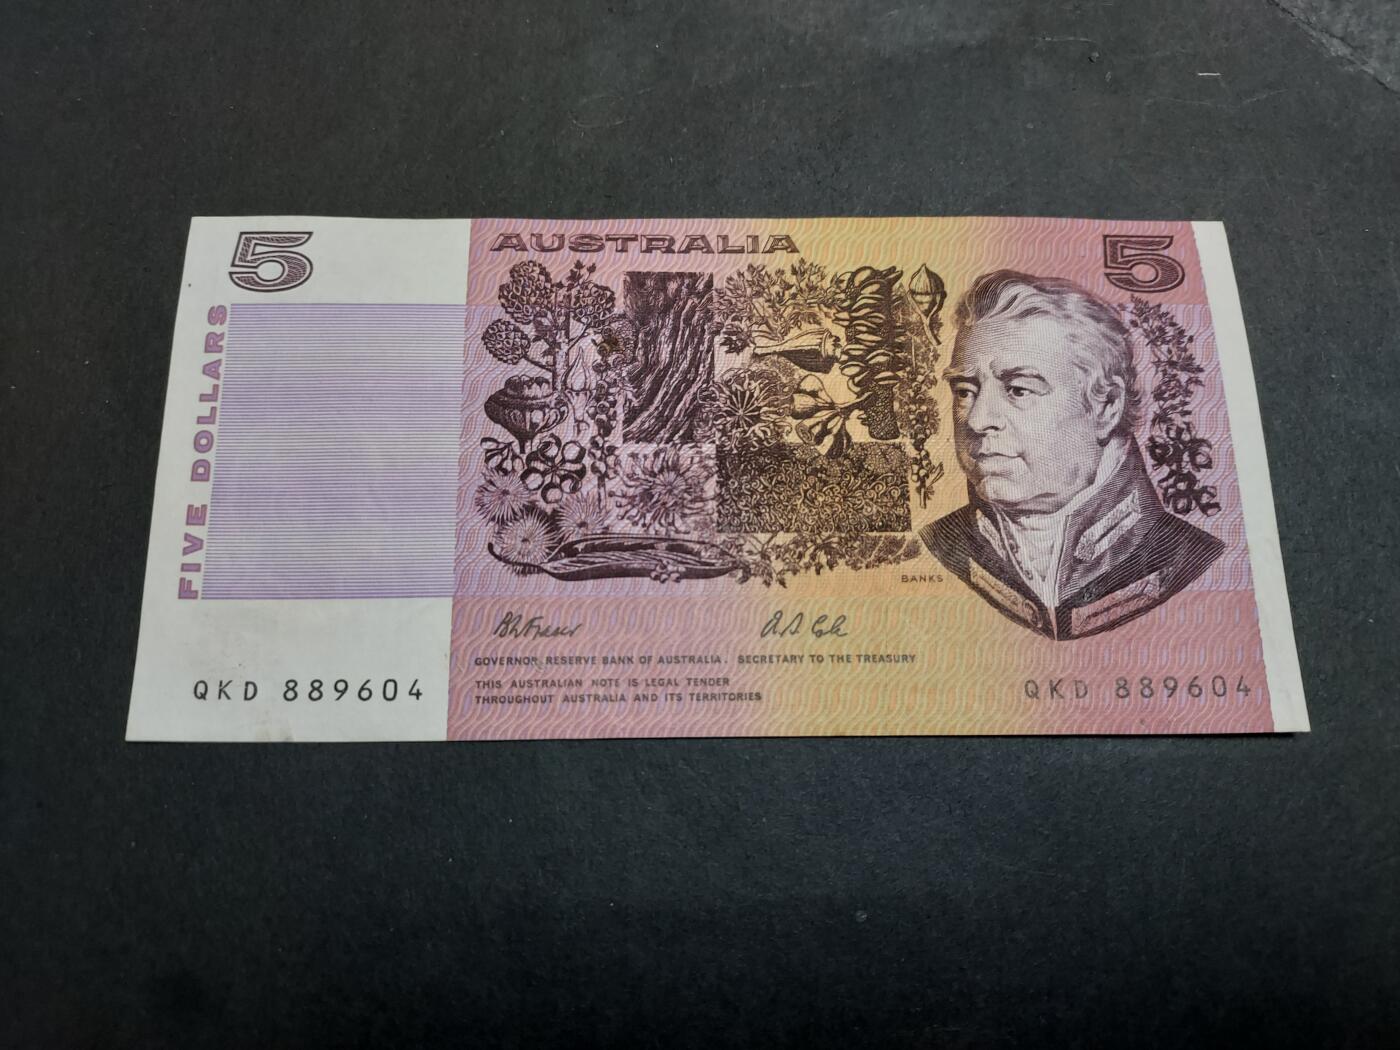 5
AUSTRALIA
5
FIVE DOLLARS
BANKS
GOVERNOR, RESERVE BANK OF AUSTRALIA. SECRETARY TO THE TREASURY
THIS AUSTRALIAN NOTE IS LEGAL TENDER
THROUGHOUT AUSTRALIA AND ITS TERRITORIES
QKD 889604
QKD 889604